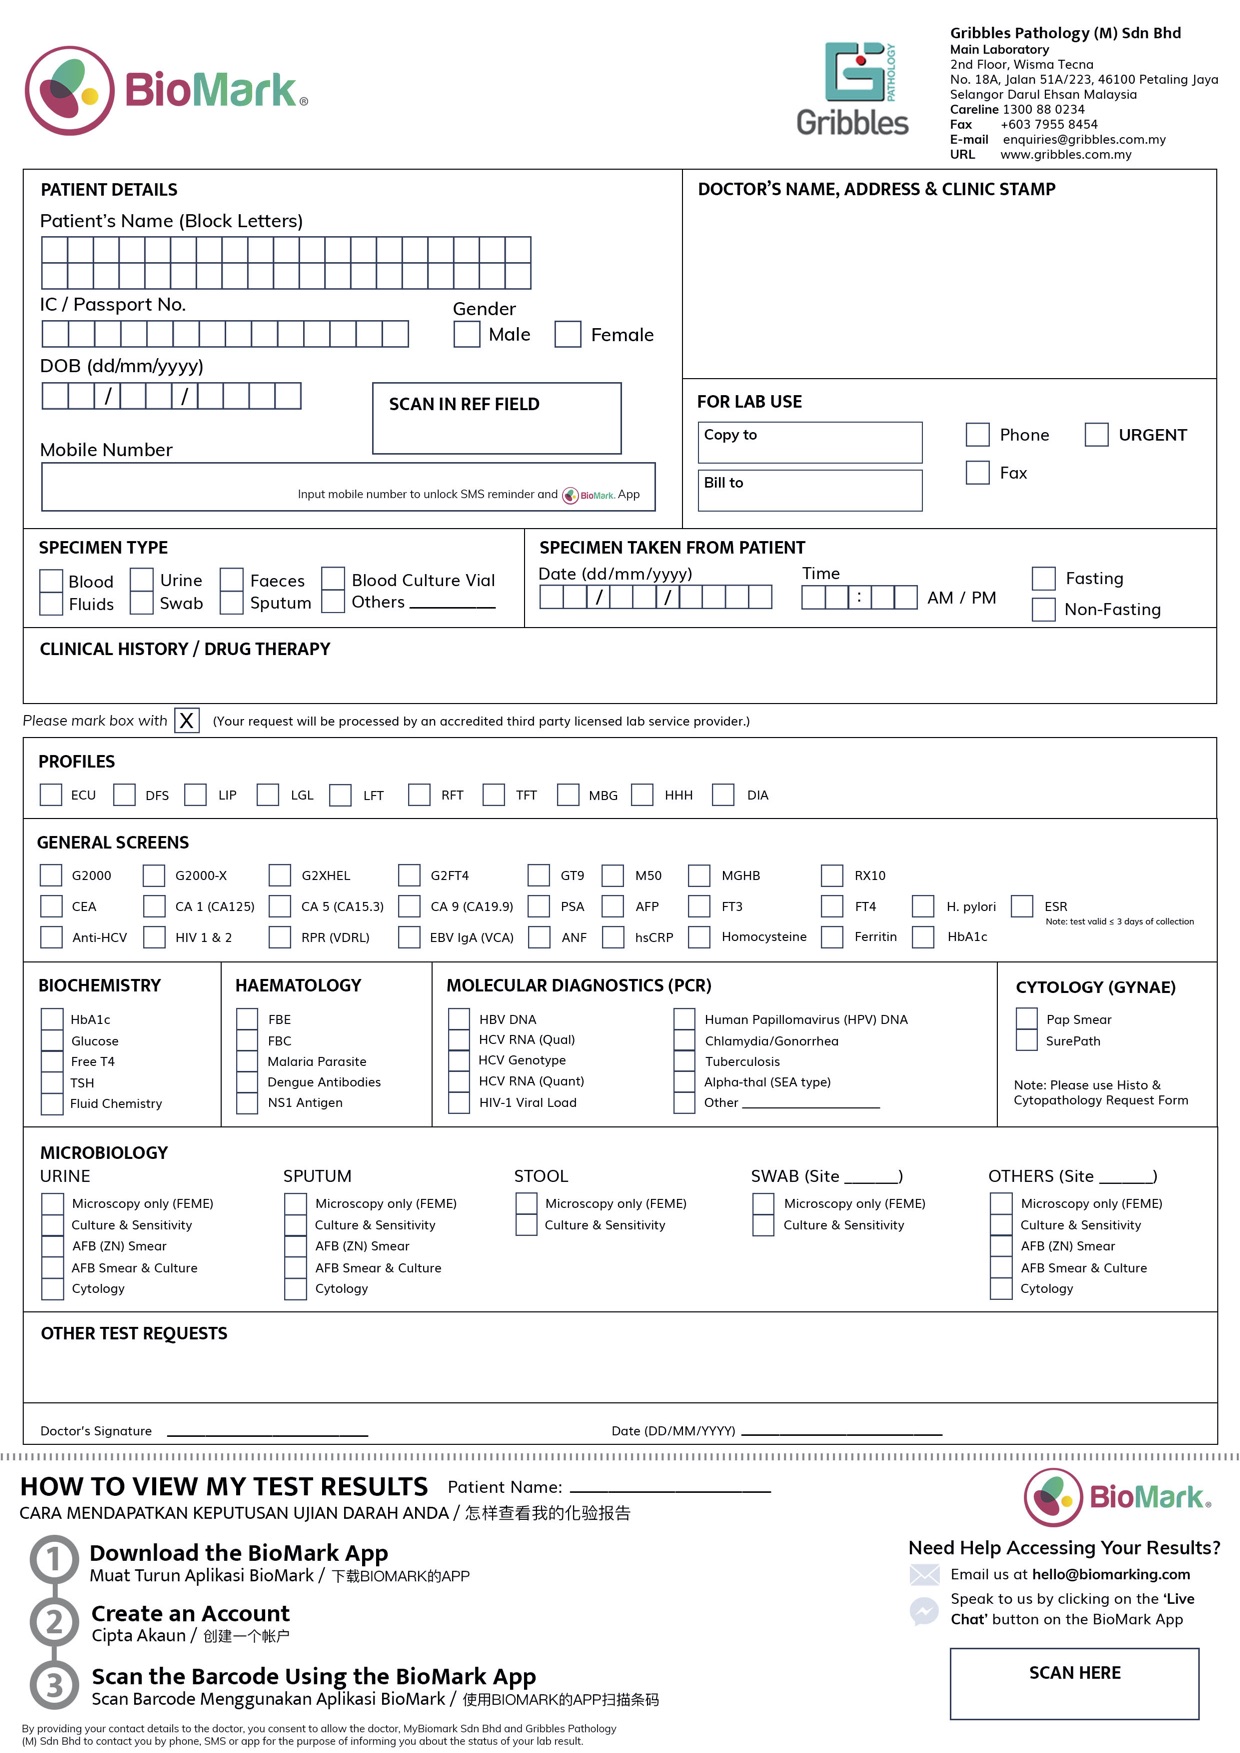 BioMark®
Gribbles
PATHOLOGY
Gribbles Pathology (M) Sdn Bhd
Main Laboratory
2nd Floor, Wisma Tecna
No. 18A, Jalan 51A/223, 46100 Petaling Jaya
Selangor Darul Ehsan Malaysia
Careline 1300 88 0234
Fax +603 7955 8454
E-mail enquiries@gribbles.com.my
URL www.gribbles.com.my
PATIENT DETAILS
Patient's Name (Block Letters)
IC / Passport No.
Gender
Male Female
DOB (dd/mm/yyyy)
/ /
SCAN IN REF FIELD
Mobile Number
Input mobile number to unlock SMS reminder and BioMark. App
DOCTOR'S NAME, ADDRESS & CLINIC STAMP
FOR LAB USE
Copy to
Bill to
Phone URGENT
Fax
SPECIMEN TYPE
Blood Urine Faeces Blood Culture Vial
Fluids Swab Sputum Others ________
SPECIMEN TAKEN FROM PATIENT
Date (dd/mm/yyyy) Time
/ / : AM / PM
Fasting
Non-Fasting
CLINICAL HISTORY / DRUG THERAPY
Please mark box with X (Your request will be processed by an accredited third party licensed lab service provider.)
PROFILES
ECU DFS LIP LGL LFT RFT TFT MBG HHH DIA
GENERAL SCREENS
G2000 G2000-X G2XHEL G2FT4 GT9 M50 MGHB RX10
CEA CA 1 (CA125) CA 5 (CA15.3) CA 9 (CA19.9) PSA AFP FT3 FT4 H. pylori ESR
Note: test valid ≤ 3 days of collection
Anti-HCV HIV 1 & 2 RPR (VDRL) EBV IgA (VCA) ANF hsCRP Homocysteine Ferritin HbA1c
BIOCHEMISTRY
HbA1c
Glucose
Free T4
TSH
Fluid Chemistry
HAEMATOLOGY
FBE
FBC
Malaria Parasite
Dengue Antibodies
NS1 Antigen
MOLECULAR DIAGNOSTICS (PCR)
HBV DNA
HCV RNA (Qual)
HCV Genotype
HCV RNA (Quant)
HIV-1 Viral Load
Human Papillomavirus (HPV) DNA
Chlamydia/Gonorrhea
Tuberculosis
Alpha-thal (SEA type)
Other ________
CYTOLOGY (GYNAE)
Pap Smear
SurePath
Note: Please use Histo &
Cytopathology Request Form
MICROBIOLOGY
URINE
Microscopy only (FEME)
Culture & Sensitivity
AFB (ZN) Smear
AFB Smear & Culture
Cytology
SPUTUM
Microscopy only (FEME)
Culture & Sensitivity
AFB (ZN) Smear
AFB Smear & Culture
Cytology
STOOL
Microscopy only (FEME)
Culture & Sensitivity
SWAB (Site ______)
Microscopy only (FEME)
Culture & Sensitivity
OTHERS (Site ______)
Microscopy only (FEME)
Culture & Sensitivity
AFB (ZN) Smear
AFB Smear & Culture
Cytology
OTHER TEST REQUESTS
Doctor's Signature ________ Date (DD/MM/YYYY) ________
HOW TO VIEW MY TEST RESULTS Patient Name: ________
CARA MENDAPATKAN KEPUTUSAN UJIAN DARAH ANDA / 怎样查看我的化验报告
1 Download the BioMark App
Muat Turun Aplikasi BioMark / 下载BIOMARK的APP
2 Create an Account
Cipta Akaun / 创建一个帐户
3 Scan the Barcode Using the BioMark App
Scan Barcode Menggunakan Aplikasi BioMark / 使用BIOMARK的APP扫描条码
By providing your contact details to the doctor, you consent to allow the doctor, MyBiomark Sdn Bhd and Gribbles Pathology
(M) Sdn Bhd to contact you by phone, SMS or app for the purpose of informing you about the status of your lab result.
BioMark®
Need Help Accessing Your Results?
Email us at hello@biomarking.com
Speak to us by clicking on the 'Live
Chat' button on the BioMark App
SCAN HERE